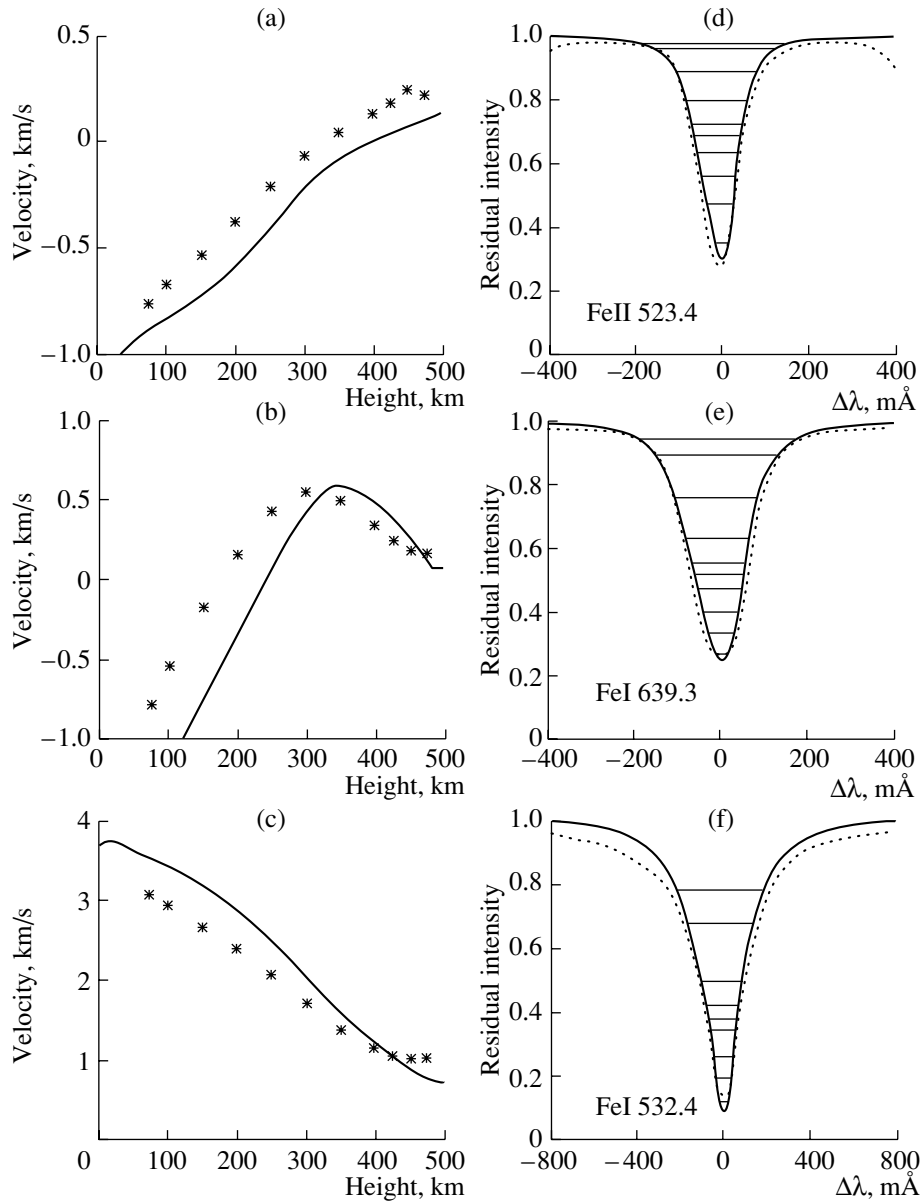 (a)
0.5
0
−0.5
−1.0
Velocity, km/s
0 100 200 300 400 500
Height, km
(d)
1.0
0.8
0.6
0.4
0.2
0
Residual intensity
FeII 523.4
−400 −200 0 200 400
Δλ, mÅ
(b)
1.0
0.5
0
−0.5
−1.0
Velocity, km/s
0 100 200 300 400 500
Height, km
(e)
1.0
0.8
0.6
0.4
0.2
0
Residual intensity
FeI 639.3
−400 −200 0 200 400
Δλ, mÅ
(c)
4
3
2
1
Velocity, km/s
0 100 200 300 400 500
Height, km
(f)
1.0
0.8
0.6
0.4
0.2
0
Residual intensity
FeI 532.4
−800 −400 0 400 800
Δλ, mÅ